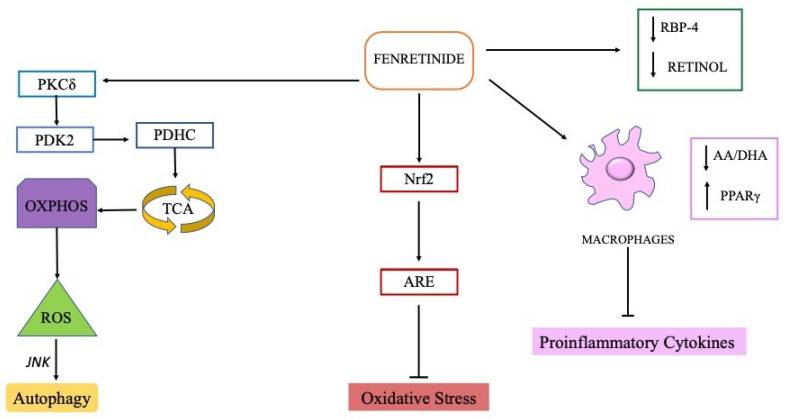 FENRETINIDE
RBP-4
RETINOL
PKCδ
PDK2
PDHC
OXPHOS
TCA
ROS
JNK
Autophagy
Nrf2
ARE
Oxidative Stress
AA/DHA
PPARγ
MACROPHAGES
Proinflammatory Cytokines